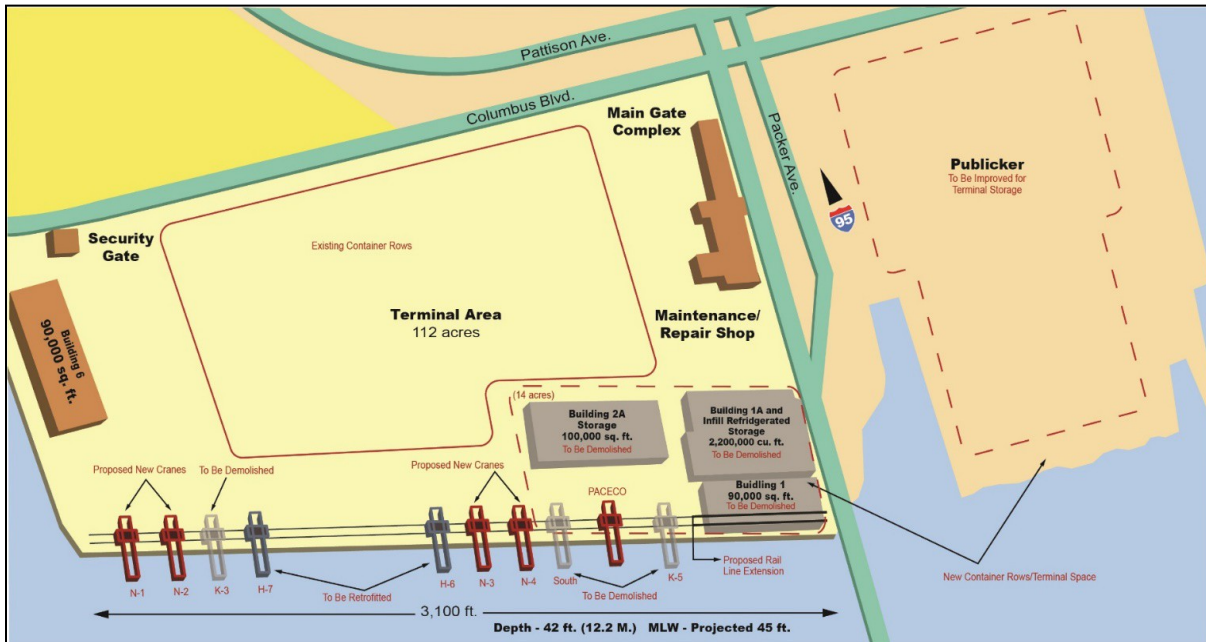 Pattison Ave.
Columbus Blvd.
Main Gate
Complex
Packer Ave.
Publicker
To Be Improved for
Terminal Storage
95
Security
Gate
Existing Container Rows
Building 6
90,000 sq. ft.
Terminal Area
112 acres
Maintenance/
Repair Shop
(14 acres)
Building 2A
Storage
100,000 sq. ft.
To Be Demolished
Building 1A and
Infill Refridgerated
Storage
2,200,000 cu. ft.
To Be Demolished
Buidling 1
90,000 sq. ft.
To Be Demolished
Proposed New Cranes
To Be Demolished
Proposed New Cranes
PACECO
N-1
N-2
K-3
H-7
To Be Retrofitted
H-6
N-3
N-4
South
To Be Demolished
K-5
Proposed Rail
Line Extension
New Container Rows/Terminal Space
3,100 ft.
Depth - 42 ft. (12.2 M.) MLW - Projected 45 ft.